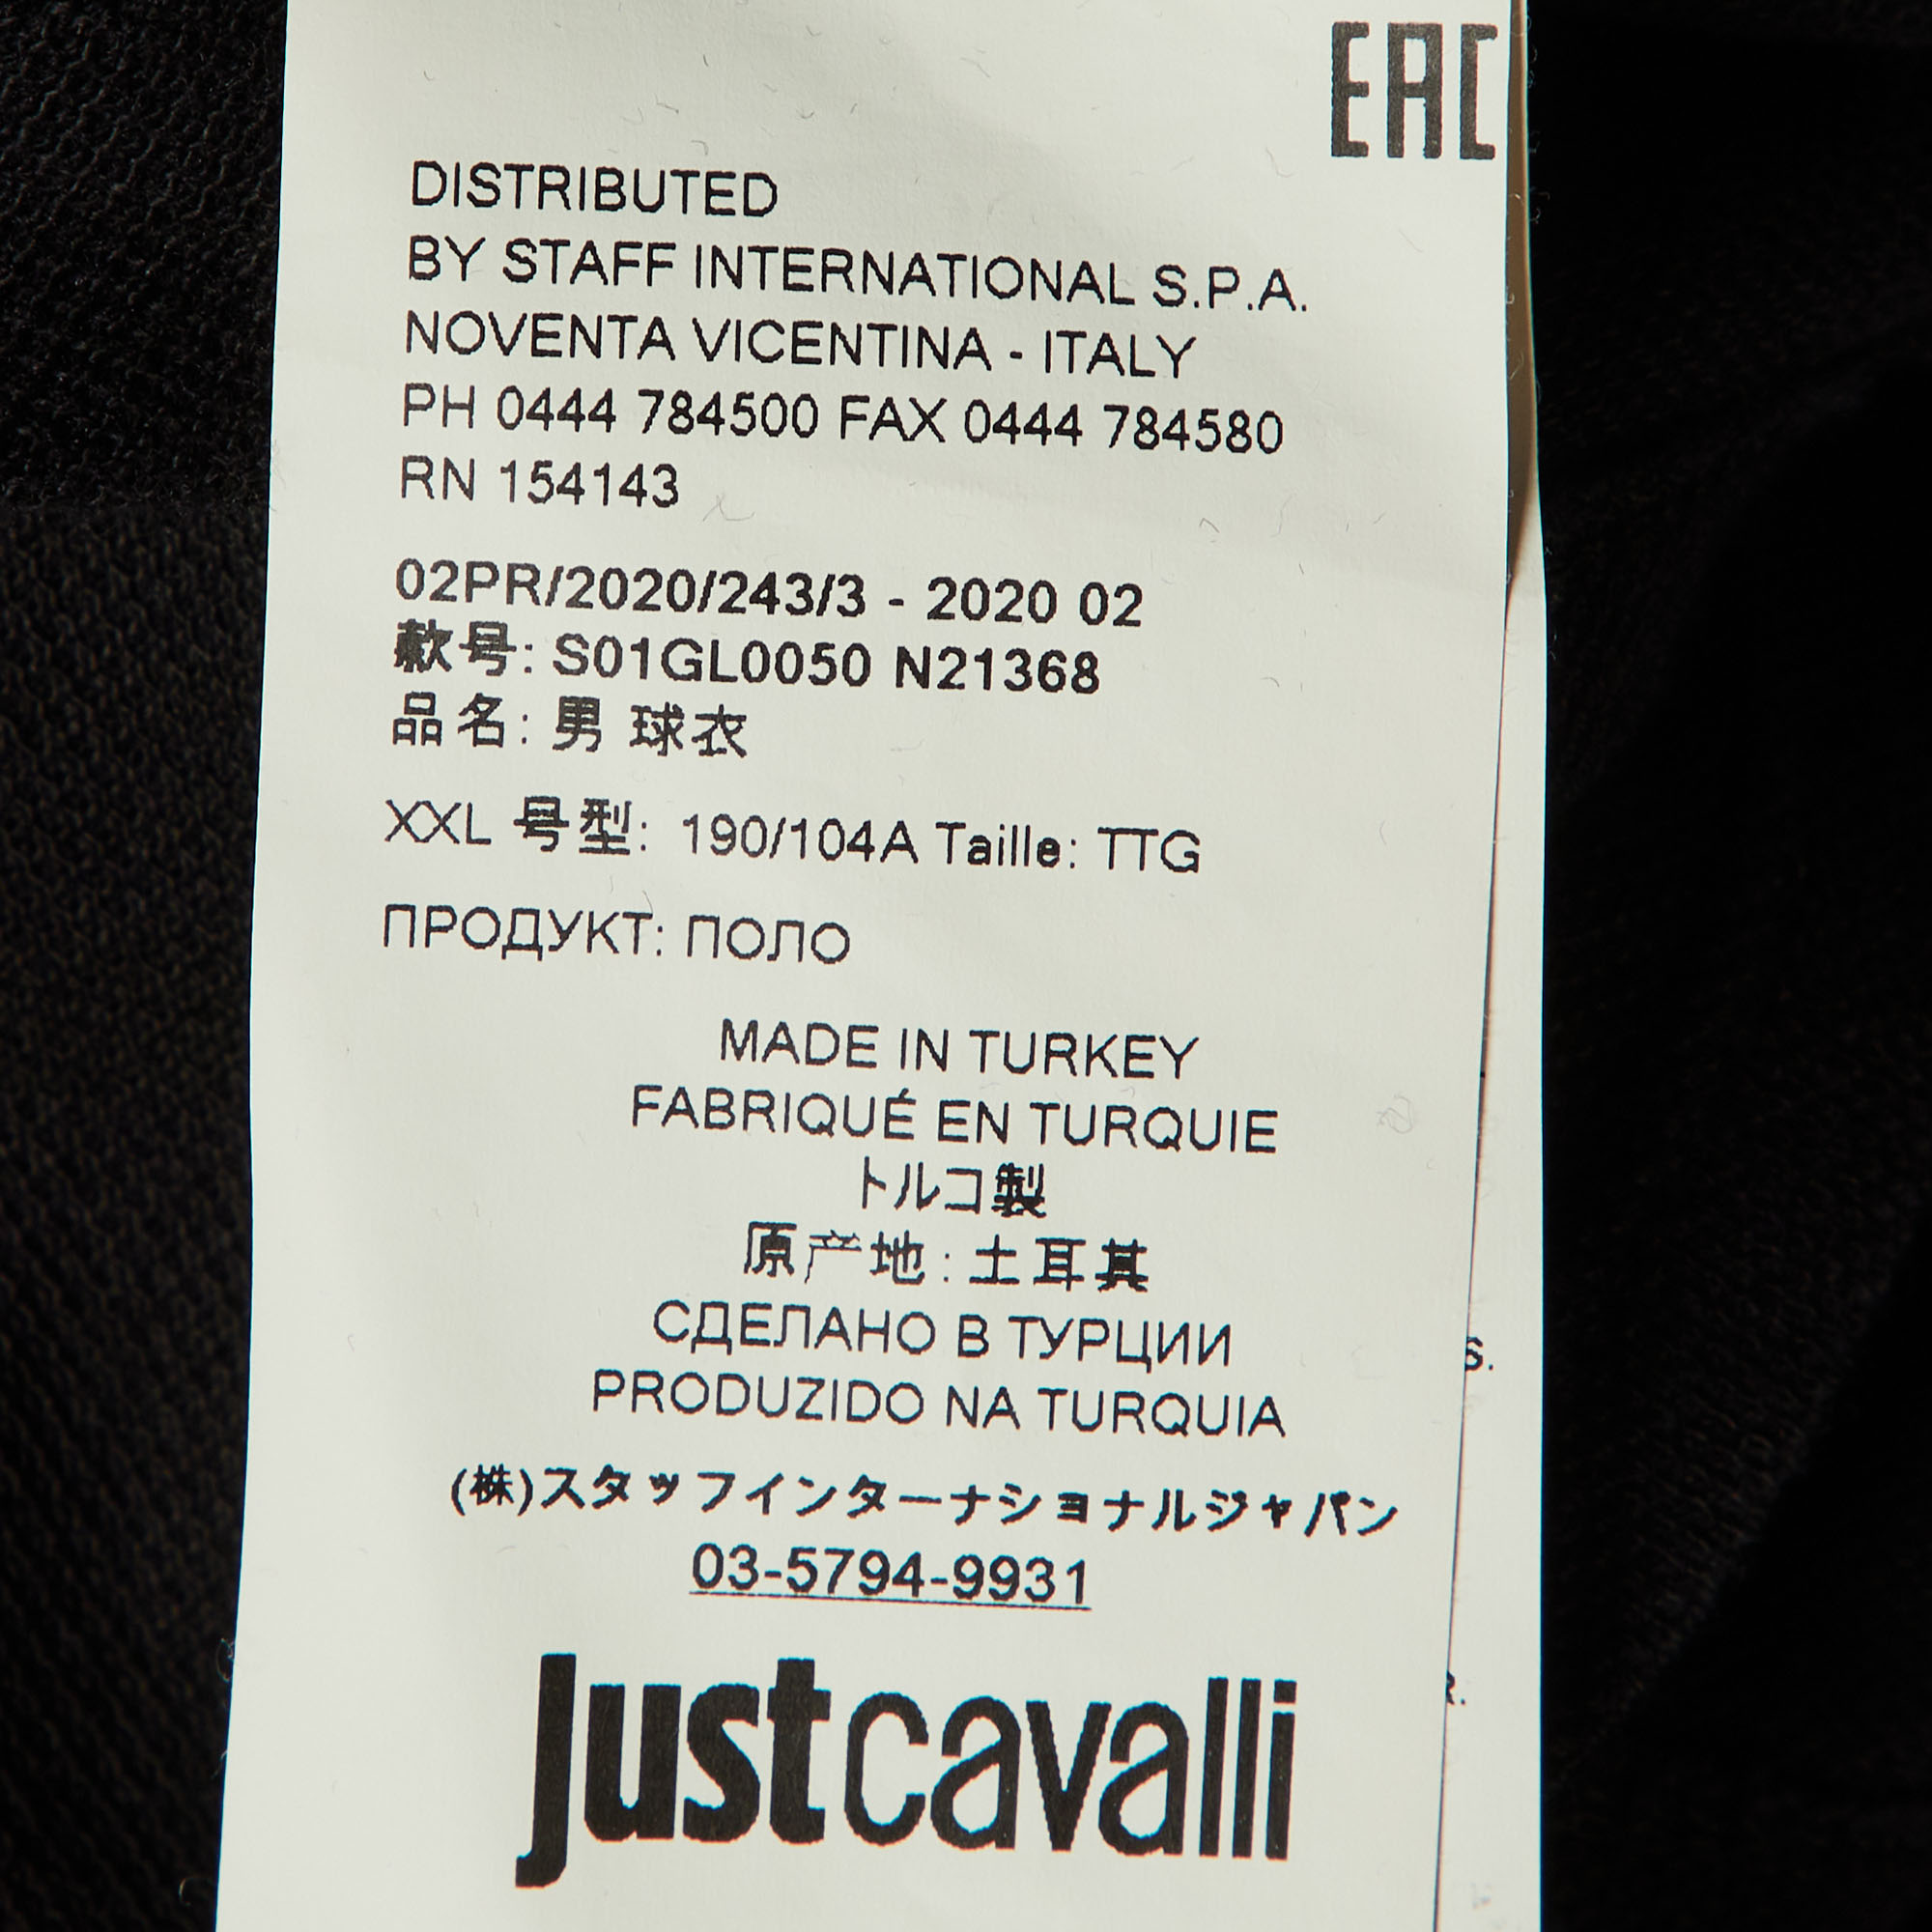 EAC
DISTRIBUTED
BY STAFF INTERNATIONAL S.P.A.
NOVENTA VICENTINA - ITALY
PH 0444 784500 FAX 0444 784580
RN 154143
02PR/2020/243/3 - 2020 02
款号: S01GL0050 N21368
品名: 男 球衣
XXL 号型: 190/104A Taille: TTG
ПРОДУКТ: ПОЛО
MADE IN TURKEY
FABRIQUÉ EN TURQUIE
トルコ製
原产地: 土耳其
СДЕЛАНО В ТУРЦИИ
PRODUZIDO NA TURQUIA
(株)スタッフインターナショナルジャパン
03-5794-9931
justcavalli